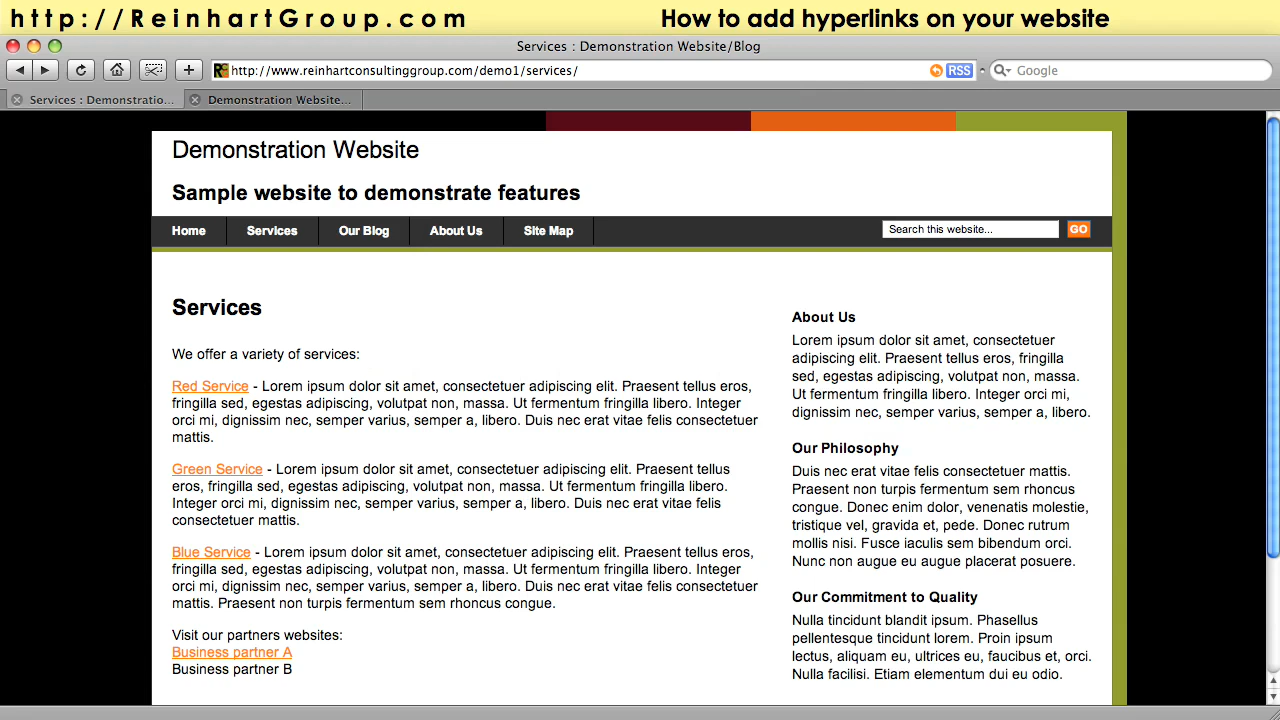 http://ReinhartGroup.com
How to add hyperlinks on your website
Services : Demonstration Website/Blog
http://www.reinhartconsultinggroup.com/demo1/services/
RSS
Google
Services : Demonstratio...
Demonstration Website...
Demonstration Website
Sample website to demonstrate features
Home
Services
Our Blog
About Us
Site Map
Search this website...
GO
Services
We offer a variety of services:
Red Service - Lorem ipsum dolor sit amet, consectetuer adipiscing elit. Praesent tellus eros,
fringilla sed, egestas adipiscing, volutpat non, massa. Ut fermentum fringilla libero. Integer
orci mi, dignissim nec, semper varius, semper a, libero. Duis nec erat vitae felis consectetuer
mattis.
Green Service - Lorem ipsum dolor sit amet, consectetuer adipiscing elit. Praesent tellus
eros, fringilla sed, egestas adipiscing, volutpat non, massa. Ut fermentum fringilla libero.
Integer orci mi, dignissim nec, semper varius, semper a, libero. Duis nec erat vitae felis
consectetuer mattis.
Blue Service - Lorem ipsum dolor sit amet, consectetuer adipiscing elit. Praesent tellus eros,
fringilla sed, egestas adipiscing, volutpat non, massa. Ut fermentum fringilla libero. Integer
orci mi, dignissim nec, semper varius, semper a, libero. Duis nec erat vitae felis consectetuer
mattis. Praesent non turpis fermentum sem rhoncus congue.
Visit our partners websites:
Business partner A
Business partner B
About Us
Lorem ipsum dolor sit amet, consectetuer
adipiscing elit. Praesent tellus eros, fringilla
sed, egestas adipiscing, volutpat non, massa.
Ut fermentum fringilla libero. Integer orci mi,
dignissim nec, semper varius, semper a, libero.
Our Philosophy
Duis nec erat vitae felis consectetuer mattis.
Praesent non turpis fermentum sem rhoncus
congue. Donec enim dolor, venenatis molestie,
tristique vel, gravida et, pede. Donec rutrum
mollis nisi. Fusce iaculis sem bibendum orci.
Nunc non augue eu augue placerat posuere.
Our Commitment to Quality
Nulla tincidunt blandit ipsum. Phasellus
pellentesque tincidunt lorem. Proin ipsum
lectus, aliquam eu, ultrices eu, faucibus et, orci.
Nulla facilisi. Etiam elementum dui eu odio.